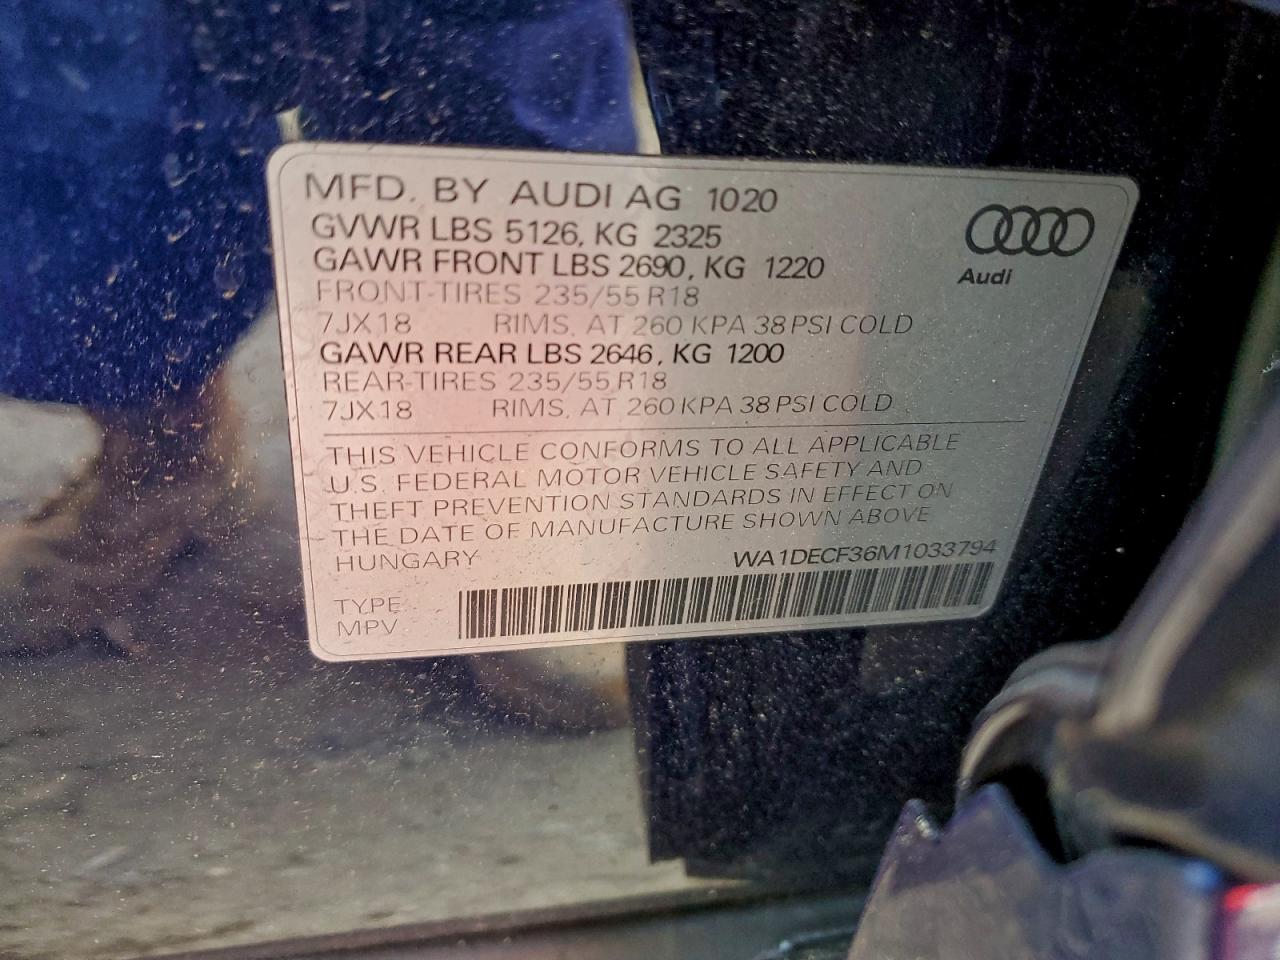 MFD. BY AUDI AG 1020
GVWR LBS 5126, KG 2325
GAWR FRONT LBS 2690, KG 1220
FRONT-TIRES 235/55 R18
7JX18 RIMS, AT 260 KPA 38 PSI COLD
GAWR REAR LBS 2646, KG 1200
REAR-TIRES 235/55 R18
7JX18 RIMS, AT 260 KPA 38 PSI COLD
Audi
THIS VEHICLE CONFORMS TO ALL APPLICABLE
U.S. FEDERAL MOTOR VEHICLE SAFETY AND
THEFT PREVENTION STANDARDS IN EFFECT ON
THE DATE OF MANUFACTURE SHOWN ABOVE
HUNGARY WA1DECF36M1033794
TYPE
MPV